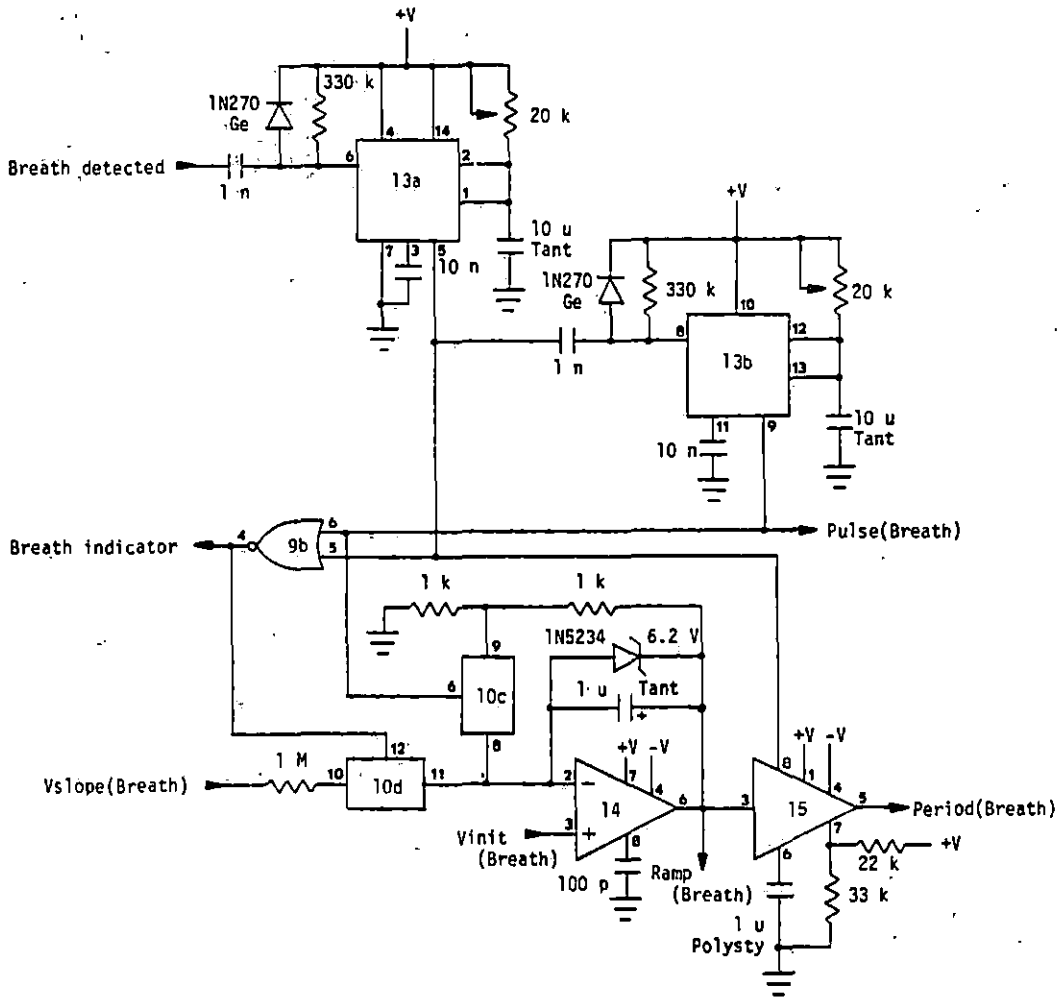 +V
330 k
1N270
Ge
20 k
4
14
6
2
Breath detected
13a
1
1 n
+V
10 u
Tant
7
3
5
10 n
1N270
Ge
330 k
20 k
10
8
12
13b
1 n
13
11
9
10 u
Tant
10 n
4
6
Breath indicator
9b
5
Pulse(Breath)
1 k
1 k
1N5234
6.2 V
9
Tant
6
10c
1 u
+
8
12
+V
-V
+V
-V
1 M
8
1
10
11
2
7
4
4
Vslope(Breath)
10d
-
14
6
3
15
5
Period(Breath)
Vinit
3
+
7
+V
(Breath)
8
6
22 k
100 p
Ramp
(Breath)
33 k
1 u
Polysty